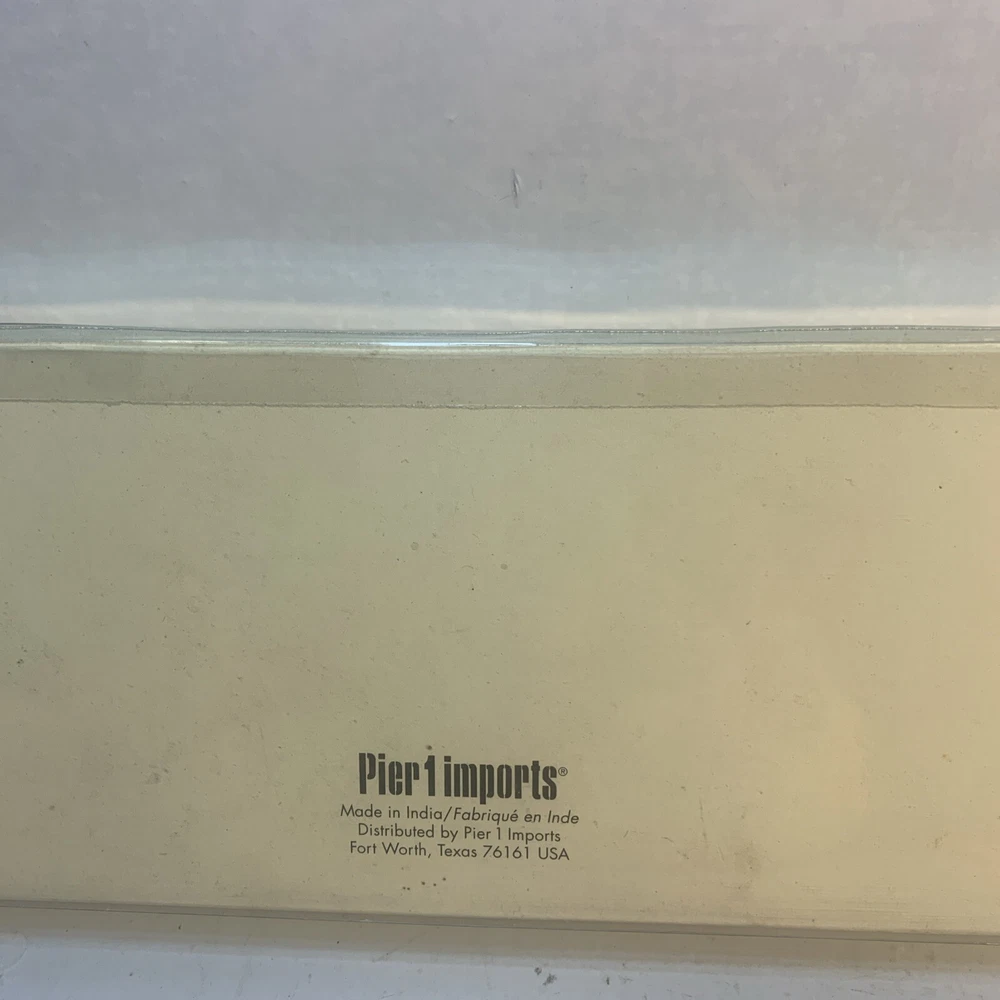 Pier 1 imports®
Made in India/Fabriqué en Inde
Distributed by Pier 1 Imports
Fort Worth, Texas 76161 USA